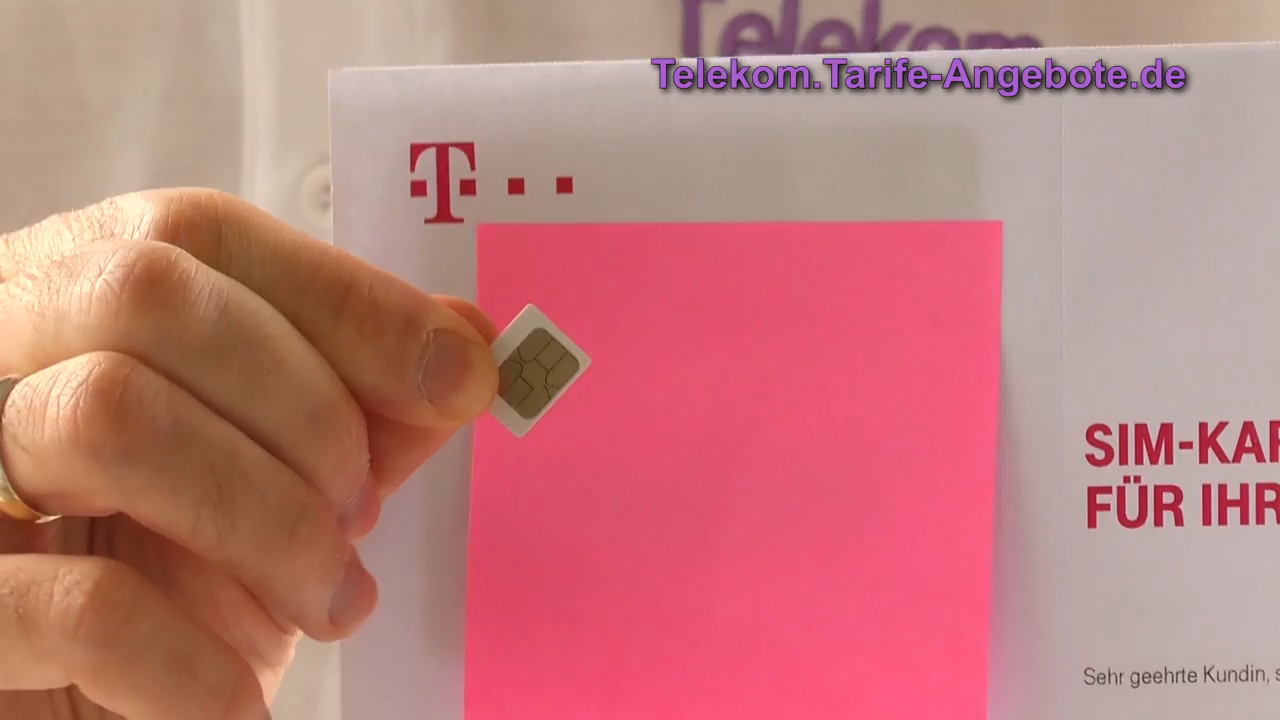 Telekom
Telekom.Tarife-Angebote.de
T
SIM-KAR
FÜR IHR
Sehr geehrte Kundin, s